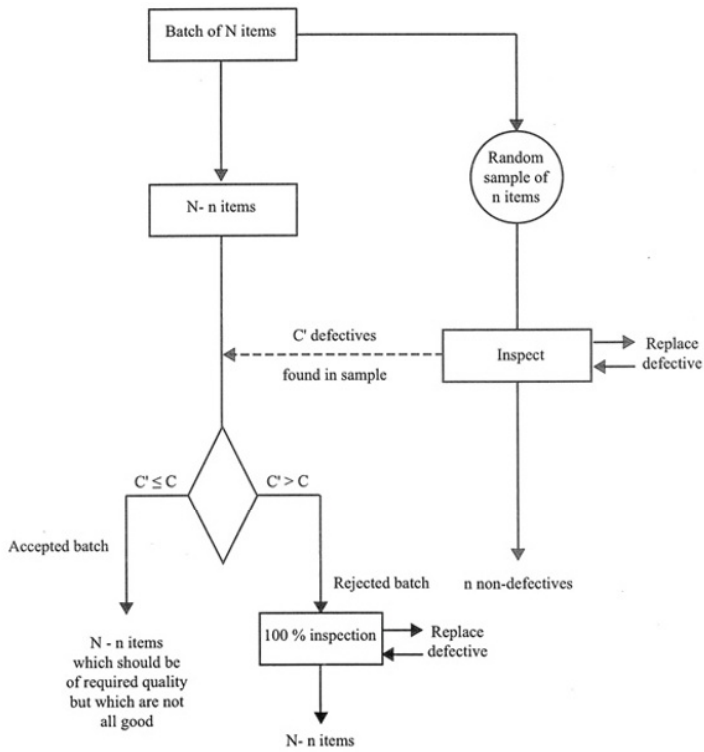 Batch of N items
Random
sample of
n items
N- n items
C' defectives
found in sample
Inspect
Replace
defective
C' ≤ C
C' > C
Accepted batch
Rejected batch
n non-defectives
N - n items
which should be
of required quality
but which are not
all good
100 % inspection
Replace
defective
N- n items